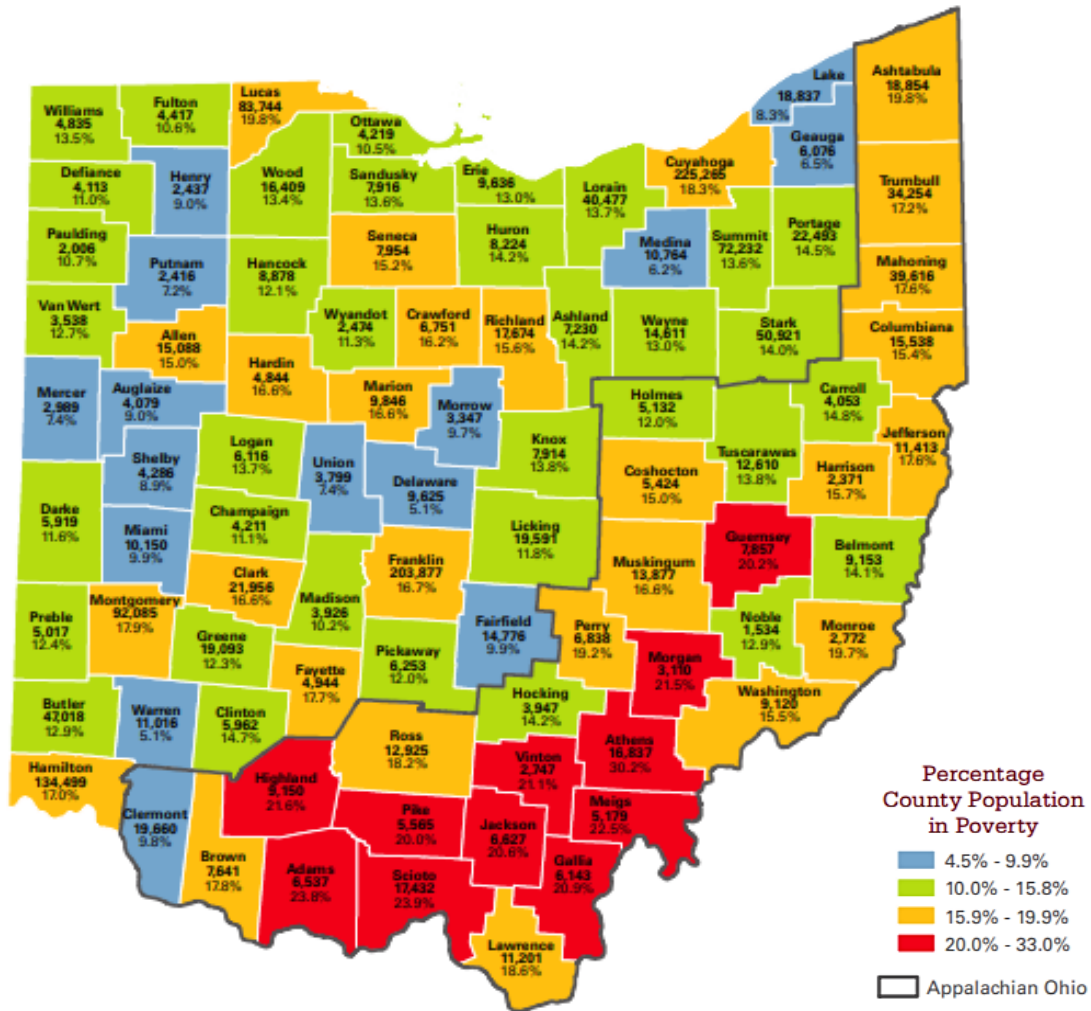 Williams
4,835
13.5%
Fulton
4,417
10.6%
Lucas
83,744
19.8%
Ottawa
4,219
10.5%
Lake
18,837
8.3%
Ashtabula
18,854
19.8%
Geauga
6,076
6.5%
Defiance
4,113
11.0%
Henry
2,437
9.0%
Wood
16,409
13.4%
Sandusky
7,916
13.6%
Erie
9,636
13.0%
Lorain
40,477
13.7%
Cuyahoga
225,265
18.3%
Trumbull
34,254
17.2%
Paulding
2,006
10.7%
Putnam
2,416
7.2%
Hancock
8,878
12.1%
Seneca
7,954
15.2%
Huron
8,224
14.2%
Medina
10,764
6.2%
Summit
72,232
13.6%
Portage
22,493
14.5%
Mahoning
39,616
17.6%
Van Wert
3,538
12.7%
Allen
15,088
15.0%
Hardin
4,844
16.6%
Wyandot
2,474
11.3%
Crawford
6,751
16.2%
Richland
17,674
15.6%
Ashland
7,230
14.2%
Wayne
14,611
13.0%
Stark
50,921
14.0%
Columbiana
15,538
15.4%
Mercer
2,989
7.4%
Auglaize
4,079
9.0%
Marion
9,846
16.6%
Morrow
3,347
9.7%
Holmes
5,132
12.0%
Carroll
4,053
14.8%
Shelby
4,286
8.9%
Logan
6,116
13.7%
Union
3,799
7.4%
Delaware
9,625
5.1%
Knox
7,914
13.8%
Coshocton
5,424
15.0%
Tuscarawas
12,610
13.8%
Harrison
2,371
15.7%
Jefferson
11,413
17.6%
Darke
5,919
11.6%
Miami
10,150
9.9%
Champaign
4,211
11.1%
Licking
19,591
11.8%
Clark
21,956
16.6%
Madison
3,926
10.2%
Franklin
203,877
16.7%
Muskingum
13,877
16.6%
Guernsey
7,857
20.2%
Belmont
9,153
14.1%
Preble
5,017
12.4%
Montgomery
92,085
17.9%
Greene
19,093
12.3%
Fayette
4,944
17.7%
Pickaway
6,253
12.0%
Fairfield
14,776
9.9%
Perry
6,838
19.2%
Morgan
3,110
21.5%
Noble
1,534
12.9%
Monroe
2,772
19.7%
Butler
47,018
12.9%
Warren
11,016
5.1%
Clinton
5,962
14.7%
Hocking
3,947
14.2%
Washington
9,120
15.5%
Hamilton
134,499
17.0%
Clermont
19,660
9.8%
Highland
9,150
21.6%
Ross
12,925
18.2%
Vinton
2,747
21.1%
Athens
16,837
30.2%
Meigs
5,179
22.5%
Brown
7,641
17.8%
Adams
6,537
23.8%
Pike
5,565
20.0%
Scioto
17,432
23.9%
Jackson
6,627
20.8%
Gallia
6,143
20.9%
Lawrence
11,201
18.6%
Percentage
County Population
in Poverty
4.5% - 9.9%
10.0% - 15.8%
15.9% - 19.9%
20.0% - 33.0%
Appalachian Ohio